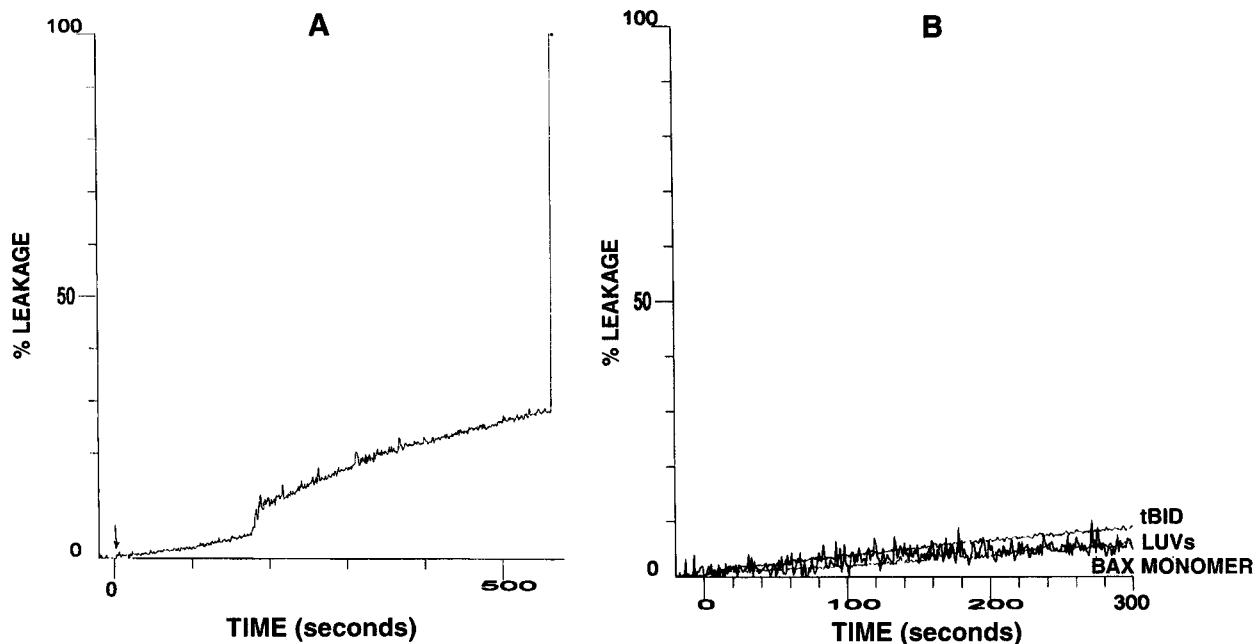 A
100
50
0
% LEAKAGE
0
500
TIME (seconds)
B
100
50
0
% LEAKAGE
tBID
LUVs
BAX MONOMER
0
100
200
300
TIME (seconds)